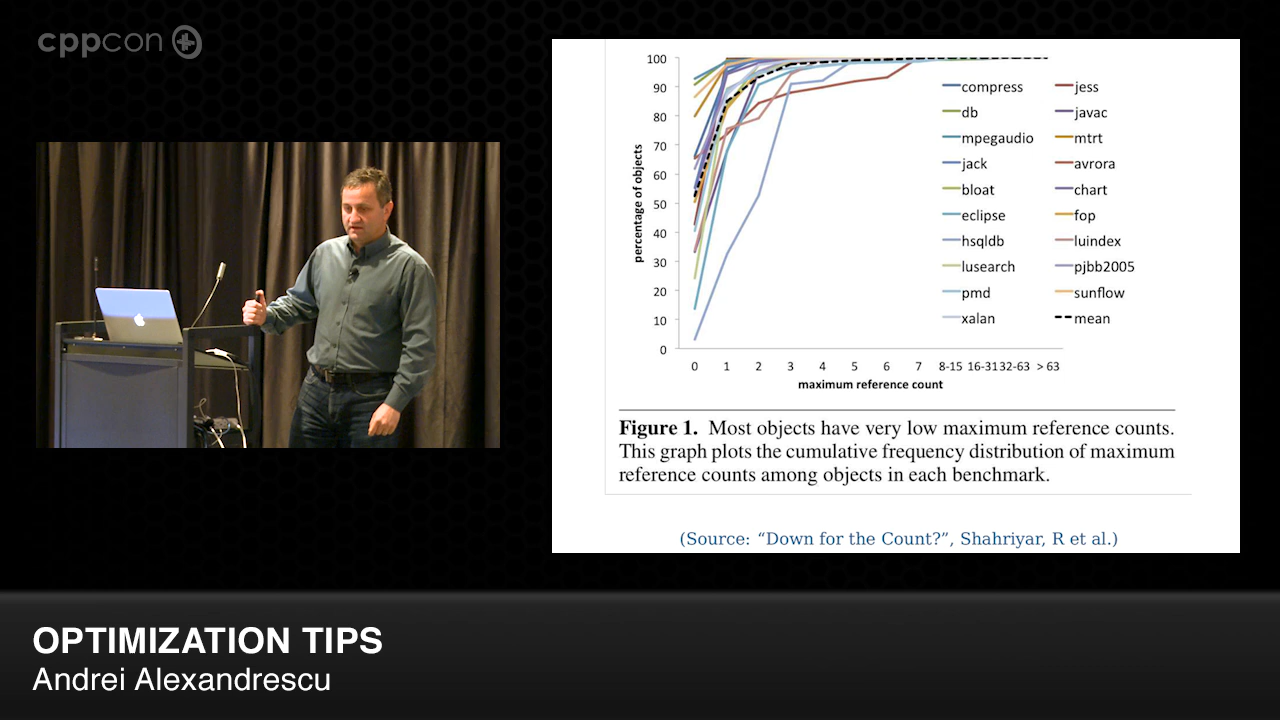 cppcon
100
90
80
70
60
50
40
30
20
10
0
percentage of objects
compress jess
db javac
mpegaudio mtrt
jack avrora
bloat chart
eclipse fop
hsqldb luindex
lusearch pjbb2005
pmd sunflow
xalan mean
0 1 2 3 4 5 6 7 8-15 16-31 32-63 > 63
maximum reference count
Figure 1. Most objects have very low maximum reference counts.
This graph plots the cumulative frequency distribution of maximum
reference counts among objects in each benchmark.
(Source: “Down for the Count?”, Shahriyar, R et al.)
OPTIMIZATION TIPS
Andrei Alexandrescu